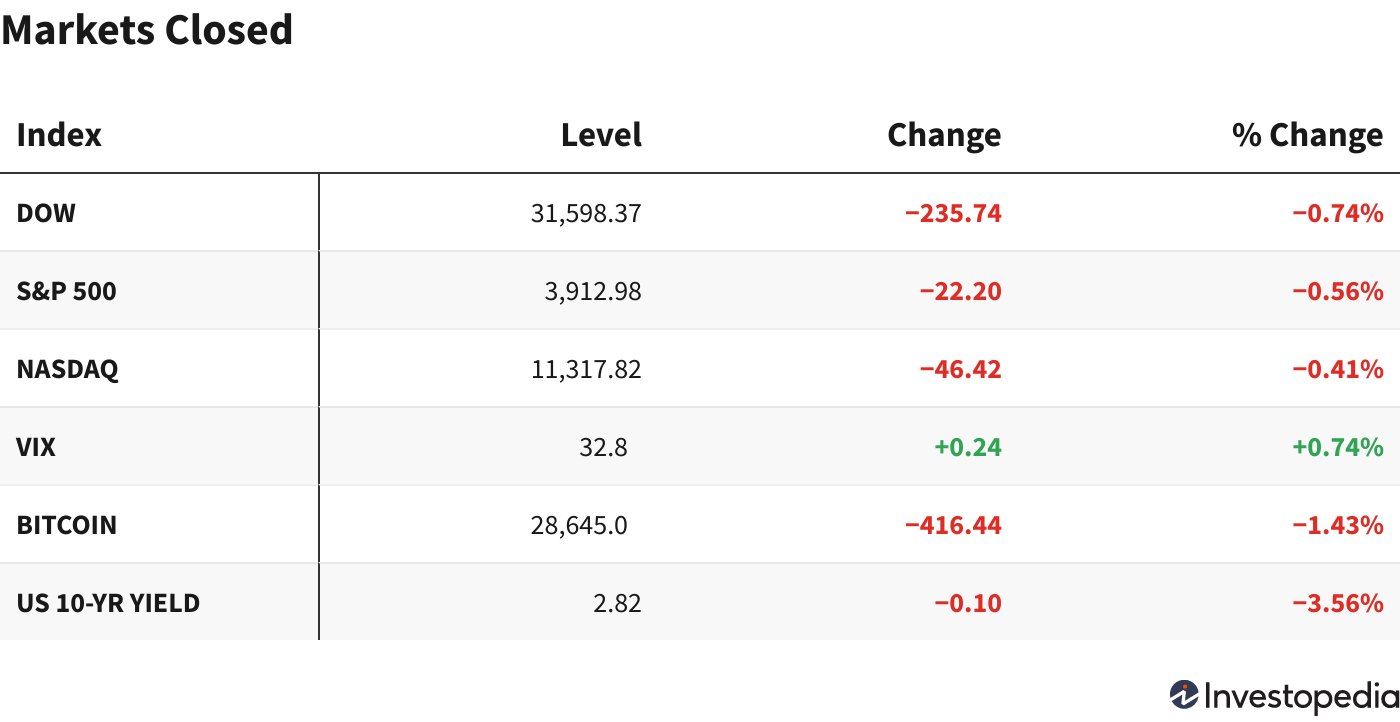 Markets Closed
Index Level Change % Change
DOW 31,598.37 −235.74 −0.74%
S&P 500 3,912.98 −22.20 −0.56%
NASDAQ 11,317.82 −46.42 −0.41%
VIX 32.8 +0.24 +0.74%
BITCOIN 28,645.0 −416.44 −1.43%
US 10-YR YIELD 2.82 −0.10 −3.56%
Investopedia